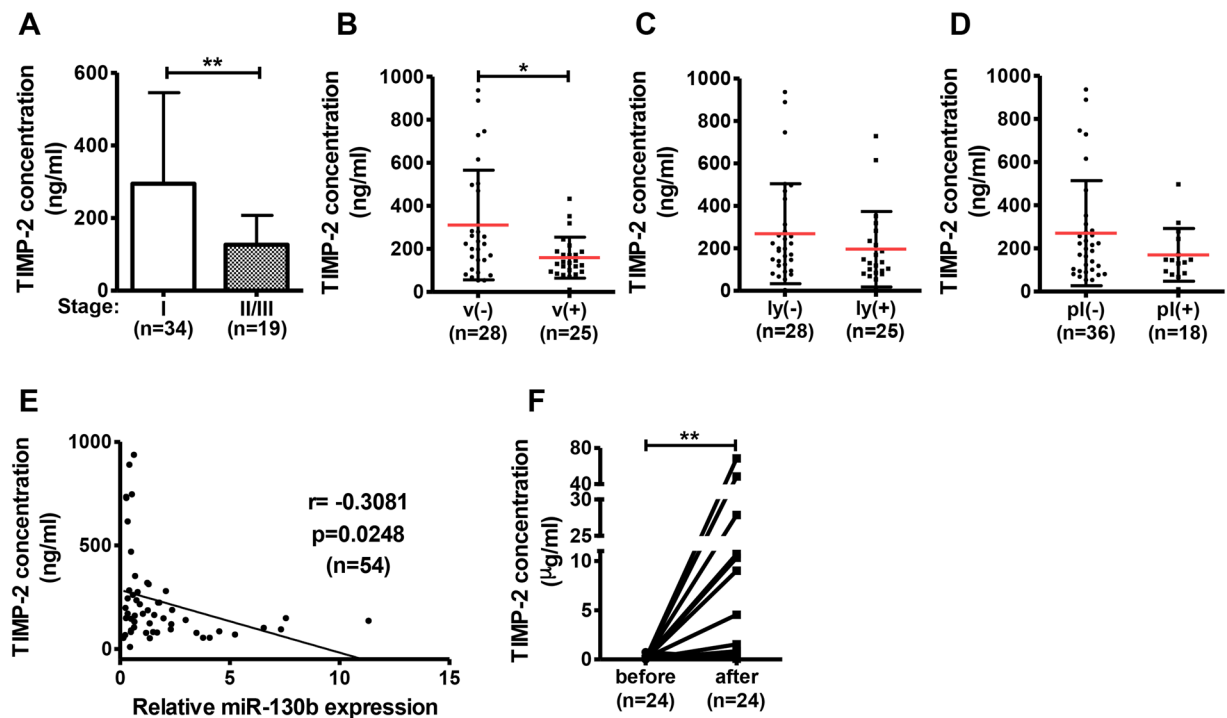 A
TIMP-2 concentration
(ng/ml)
600
400
200
0
**
Stage:
I
II/III
(n=34)
(n=19)
B
TIMP-2 concentration
(ng/ml)
1000
800
600
400
200
0
*
v(-)
v(+)
(n=28)
(n=25)
C
TIMP-2 concentration
(ng/ml)
1000
800
600
400
200
0
ly(-)
ly(+)
(n=28)
(n=25)
D
TIMP-2 concentration
(ng/ml)
1000
800
600
400
200
0
pl(-)
pl(+)
(n=36)
(n=18)
E
TIMP-2 concentration
(ng/ml)
1000
500
0
r= -0.3081
p=0.0248
(n=54)
0
5
10
15
Relative miR-130b expression
F
TIMP-2 concentration
(µg/ml)
80
60
40
30
25
10
5
0
**
before
after
(n=24)
(n=24)